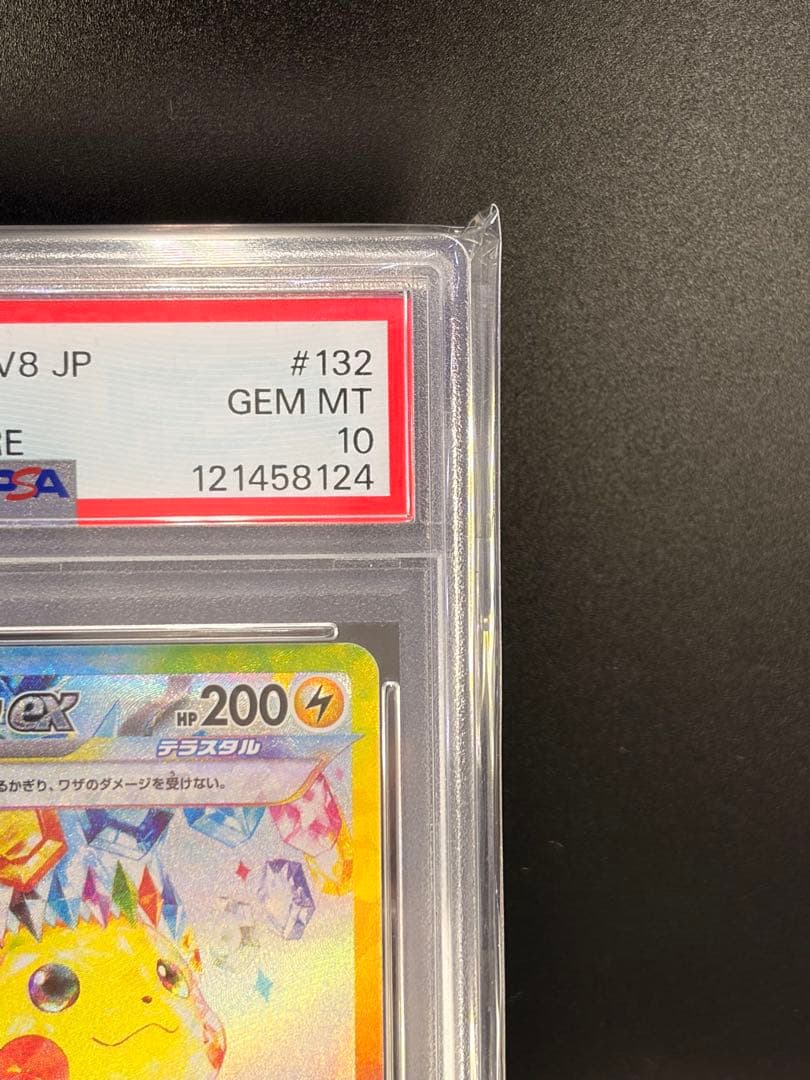 V8 JP #132
GEM MT
RE 10
PSA 121458124
ex HP200
テラスタル
るかぎり、ワザのダメージを受けない。